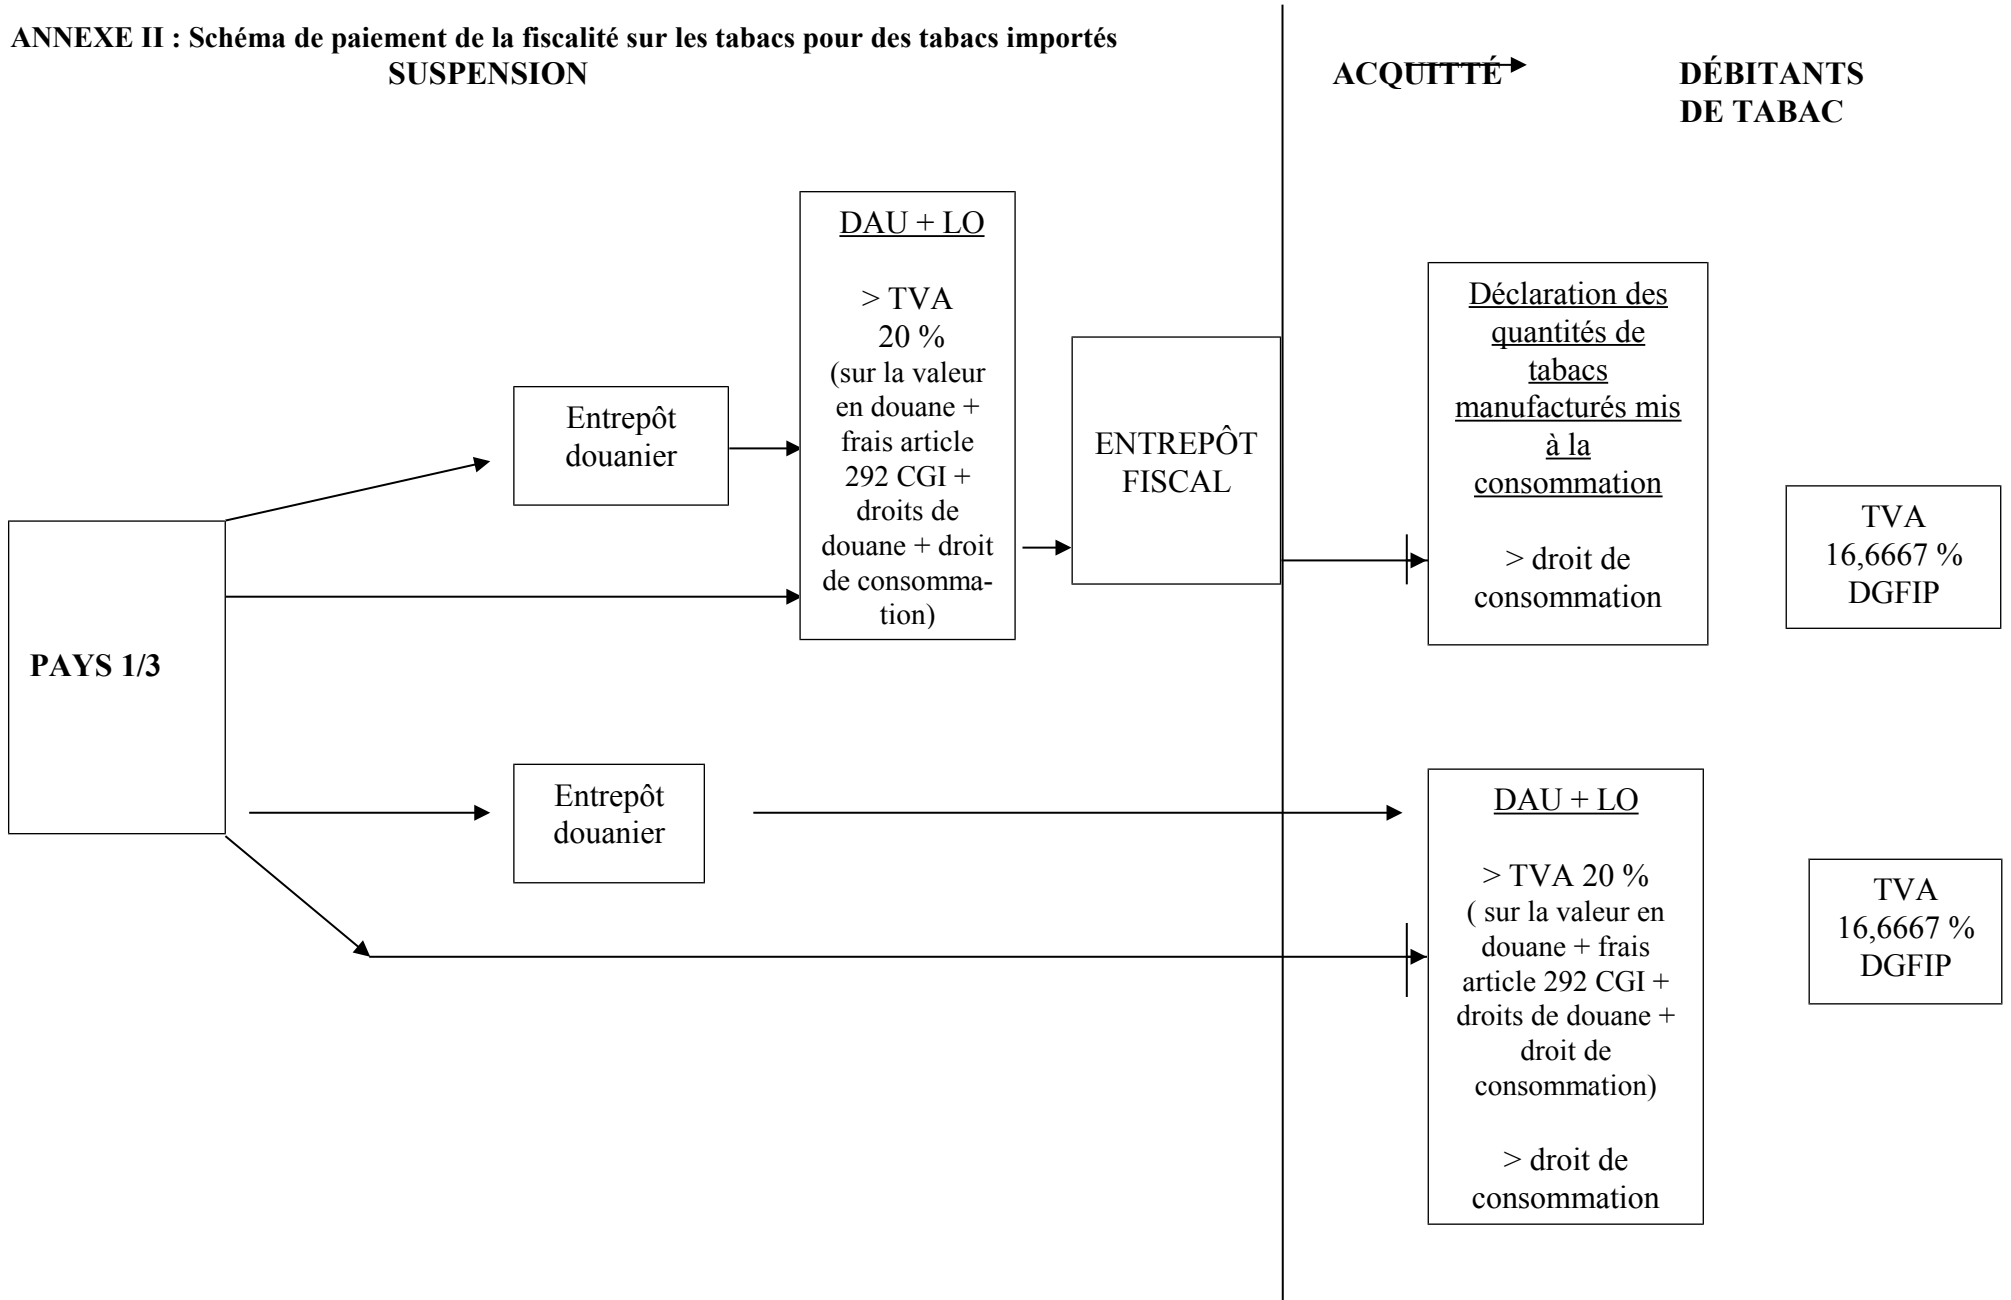 ANNEXE II : Schéma de paiement de la fiscalité sur les tabacs pour des tabacs importés
SUSPENSION
ACQUITTÉ
DÉBITANTS
DE TABAC
DAU + LO
> TVA
20 %
(sur la valeur
en douane +
frais article
292 CGI +
droits de
douane + droit
de consomma-
tion)
Entrepôt
douanier
ENTREPÔT
FISCAL
Déclaration des
quantités de
tabacs
manufacturés mis
à la
consommation
> droit de
consommation
TVA
16,6667 %
DGFIP
PAYS 1/3
Entrepôt
douanier
DAU + LO
> TVA 20 %
( sur la valeur en
douane + frais
article 292 CGI +
droits de douane +
droit de
consommation)
> droit de
consommation
TVA
16,6667 %
DGFIP